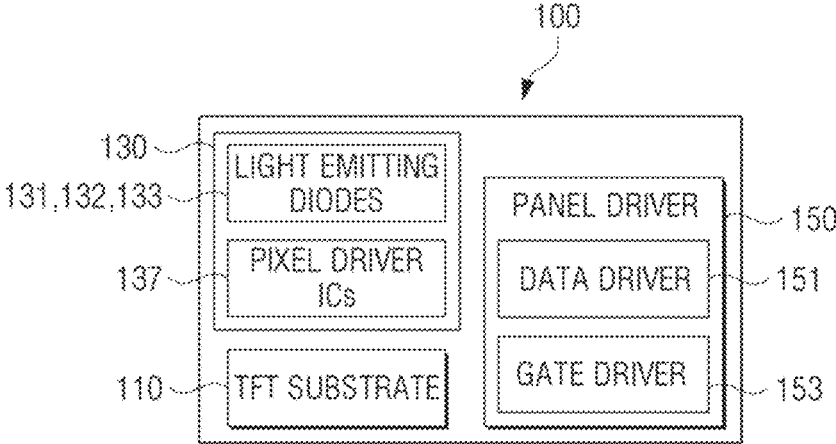 100
130
LIGHT EMITTING
DIODES
131,132,133
PIXEL DRIVER
ICs
137
110
TFT SUBSTRATE
PANEL DRIVER
150
DATA DRIVER
151
GATE DRIVER
153